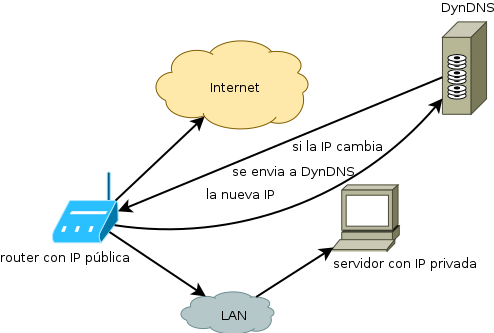 DynDNS
Internet
si la IP cambia
se envia a DynDNS
la nueva IP
router con IP pública
servidor con IP privada
LAN